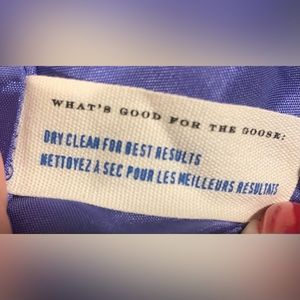 WHAT'S GOOD FOR THE GOOSE:
DRY CLEAN FOR BEST RESULTS
NETTOYEZ À SEC POUR LES MEILLEURS RESULTATS